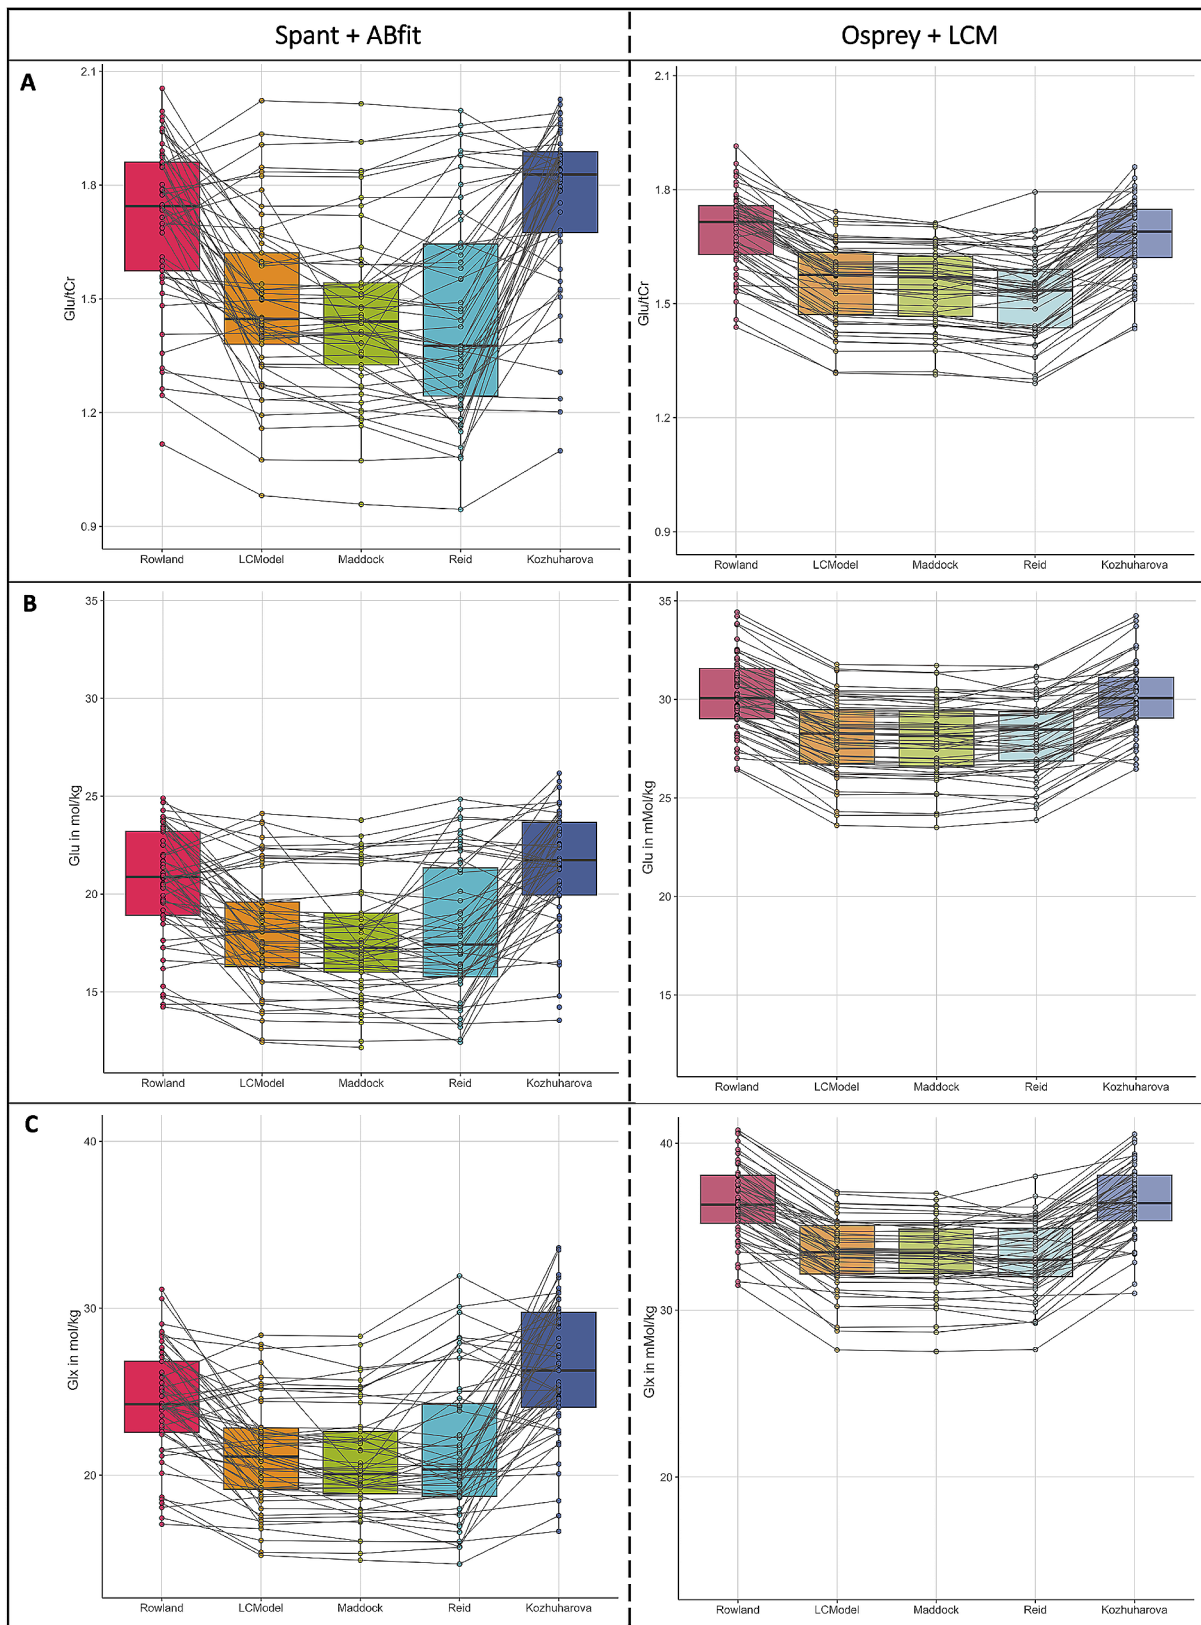 Spant + ABfit
Osprey + LCM
A
Glu/tCr
2.1
1.8
1.5
1.2
0.9
Rowland LCModel Maddock Reid Kozhuharova
Glu/tCr
2.1
1.8
1.5
1.2
0.9
Rowland LCModel Maddock Reid Kozhuharova
B
Glu in mol/kg
35
30
25
20
15
Rowland LCModel Maddock Reid Kozhuharova
Glu in mMol/kg
35
30
25
20
15
Rowland LCModel Maddock Reid Kozhuharova
C
Glx in mol/kg
40
30
20
Rowland LCModel Maddock Reid Kozhuharova
Glx in mMol/kg
40
30
20
Rowland LCModel Maddock Reid Kozhuharova